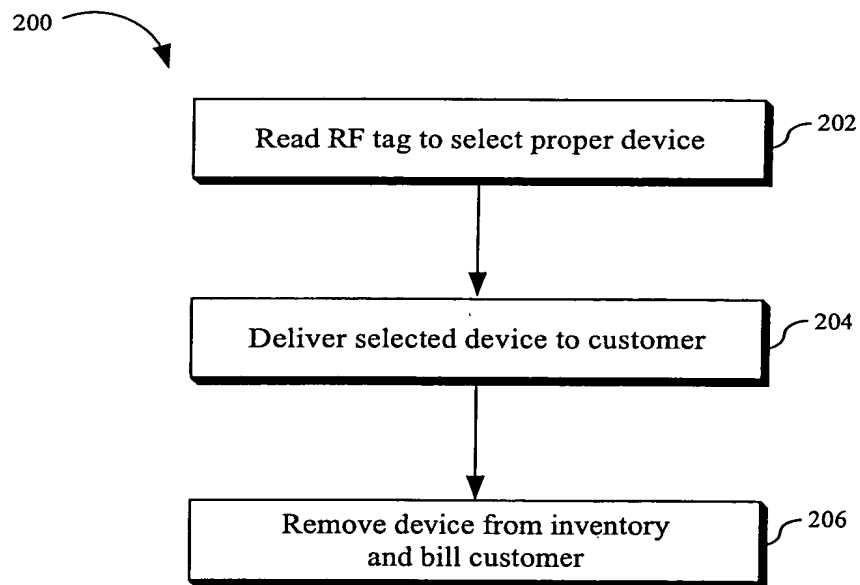 200
Read RF tag to select proper device
202
Deliver selected device to customer
204
Remove device from inventory
and bill customer
206